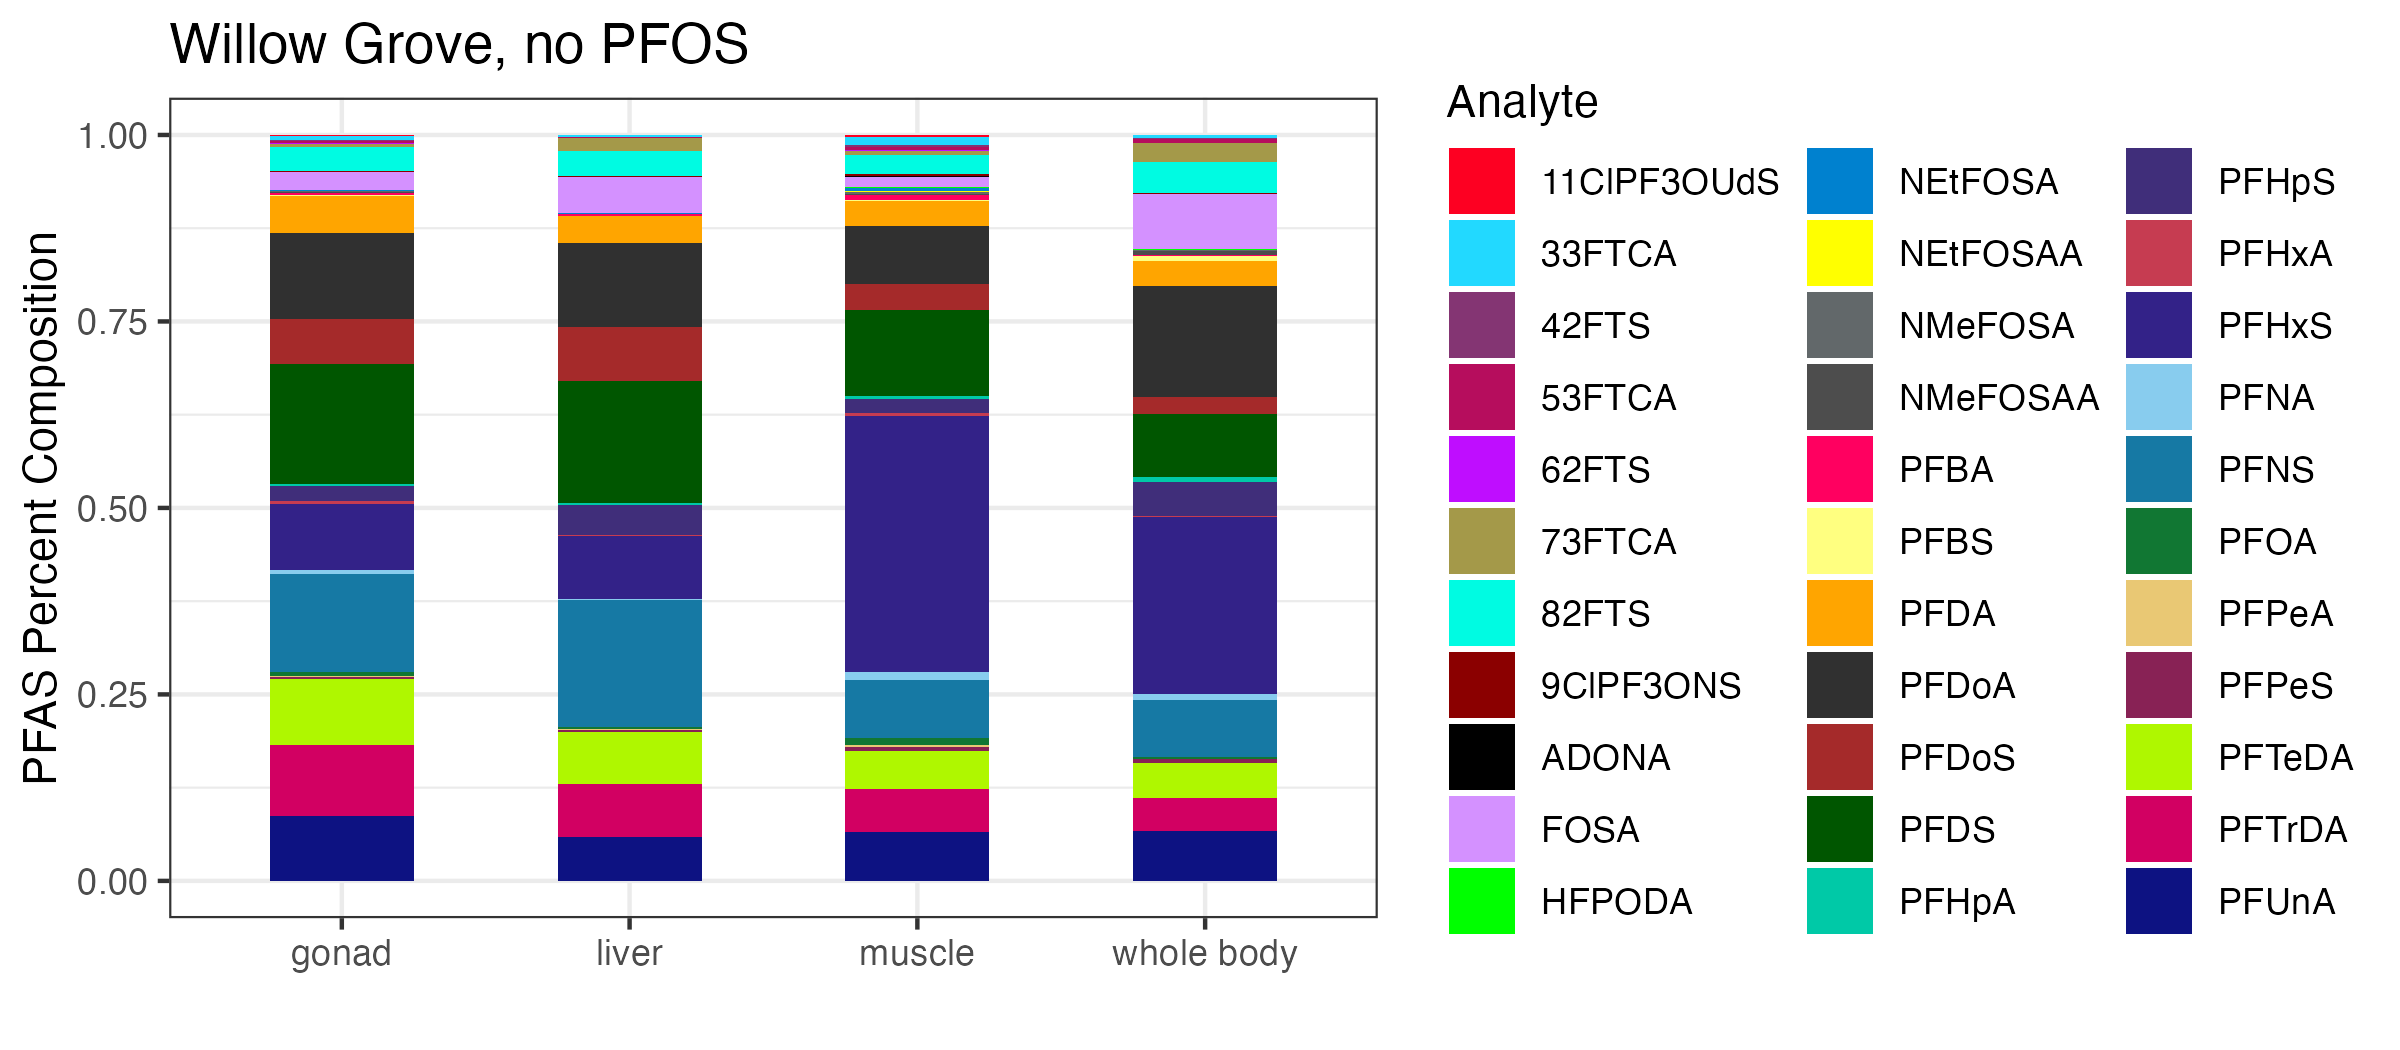 Willow Grove, no PFOS
PFAS Percent Composition
1.00
0.75
0.50
0.25
0.00
gonad
liver
muscle
whole body
Analyte
11ClPF3OUdS
33FTCA
42FTS
53FTCA
62FTS
73FTCA
82FTS
9ClPF3ONS
ADONA
FOSA
HFPODA
NEtFOSA
NEtFOSAA
NMeFOSA
NMeFOSAA
PFBA
PFBS
PFDA
PFDoA
PFDoS
PFDS
PFHpA
PFHpS
PFHxA
PFHxS
PFNA
PFNS
PFOA
PFPeA
PFPeS
PFTeDA
PFTrDA
PFUnA